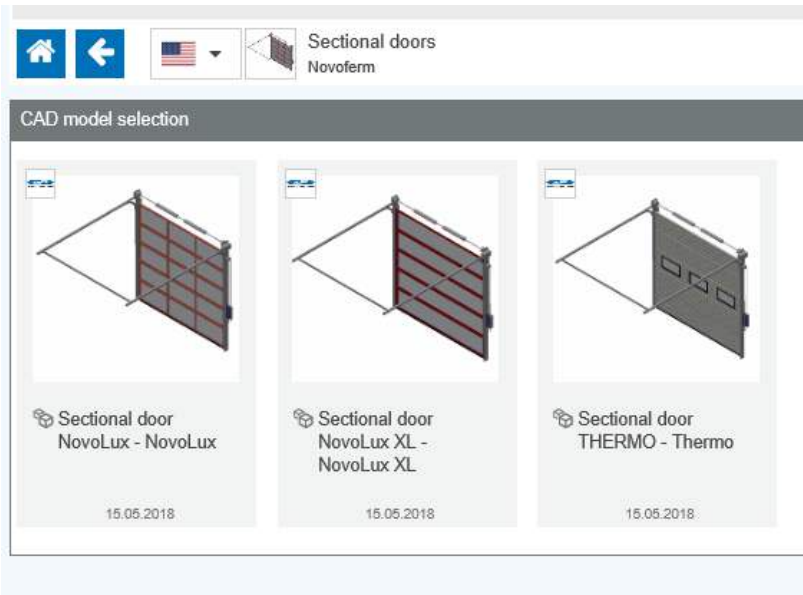 Sectional doors
Novoferm
CAD model selection
Sectional door
NovoLux - NovoLux
15.05.2018
Sectional door
NovoLux XL -
NovoLux XL
15.05.2018
Sectional door
THERMO - Thermo
15.05.2018